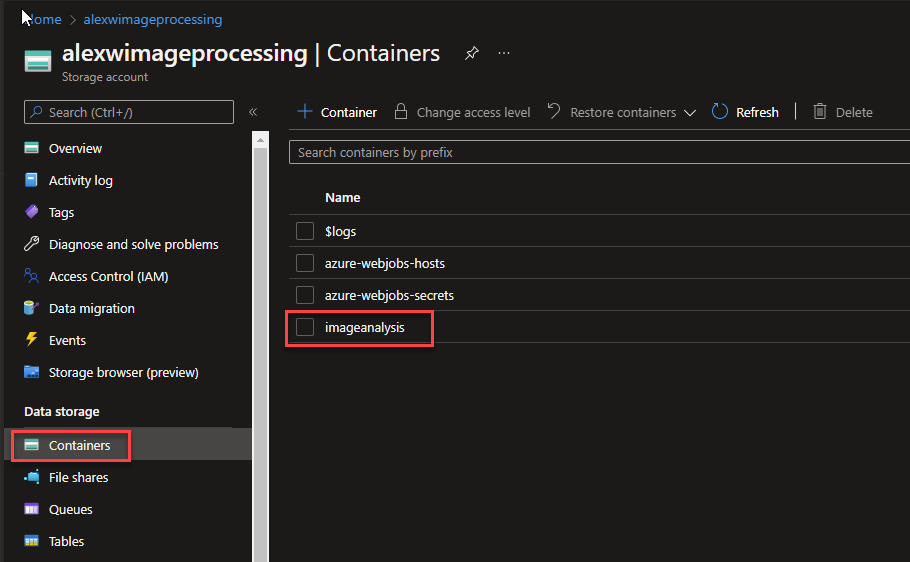 Home > alexwimageprocessing
alexwimageprocessing | Containers
Storage account
Search (Ctrl+/)
Overview
Activity log
Tags
Diagnose and solve problems
Access Control (IAM)
Data migration
Events
Storage browser (preview)
Data storage
Containers
File shares
Queues
Tables
Container Change access level Restore containers Refresh Delete
Search containers by prefix
Name
$logs
azure-webjobs-hosts
azure-webjobs-secrets
imageanalysis